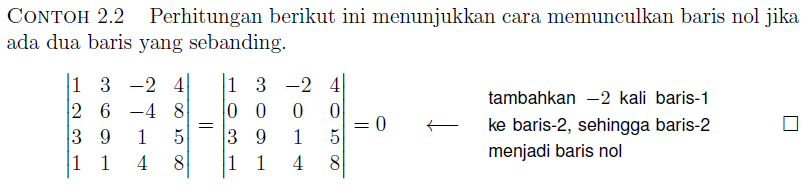 CONTOH 2.2 Perhitungan berikut ini menunjukkan cara memunculkan baris nol jika
ada dua baris yang sebanding.
|1 3 −2 4| |1 3 −2 4|
|2 6 −4 8| = |0 0 0 0| = 0 ⟵ tambahkan −2 kali baris-1
|3 9 1 5| |3 9 1 5| ke baris-2, sehingga baris-2 □
|1 1 4 8| |1 1 4 8| menjadi baris nol